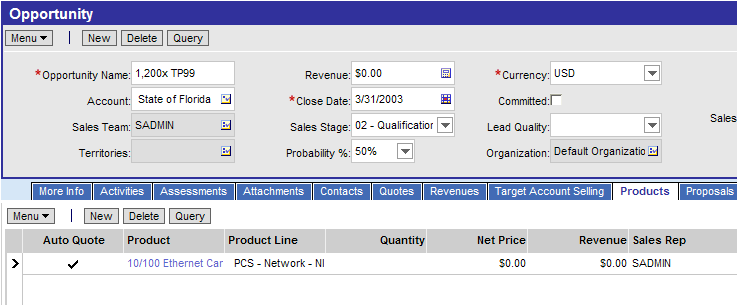 Opportunity
Menu New Delete Query
*Opportunity Name: 1,200x TP99 Revenue: $0.00 *Currency: USD
Account: State of Florida *Close Date: 3/31/2003 Committed: Sales
Sales Team: SADMIN Sales Stage: 02 - Qualification Lead Quality:
Territories: Probability %: 50% Organization: Default Organizatio
More Info Activities Assessments Attachments Contacts Quotes Revenues Target Account Selling Products Proposals
Menu New Delete Query
Auto Quote Product Product Line Quantity Net Price Revenue Sales Rep
10/100 Ethernet Car PCS - Network - NI $0.00 $0.00 SADMIN